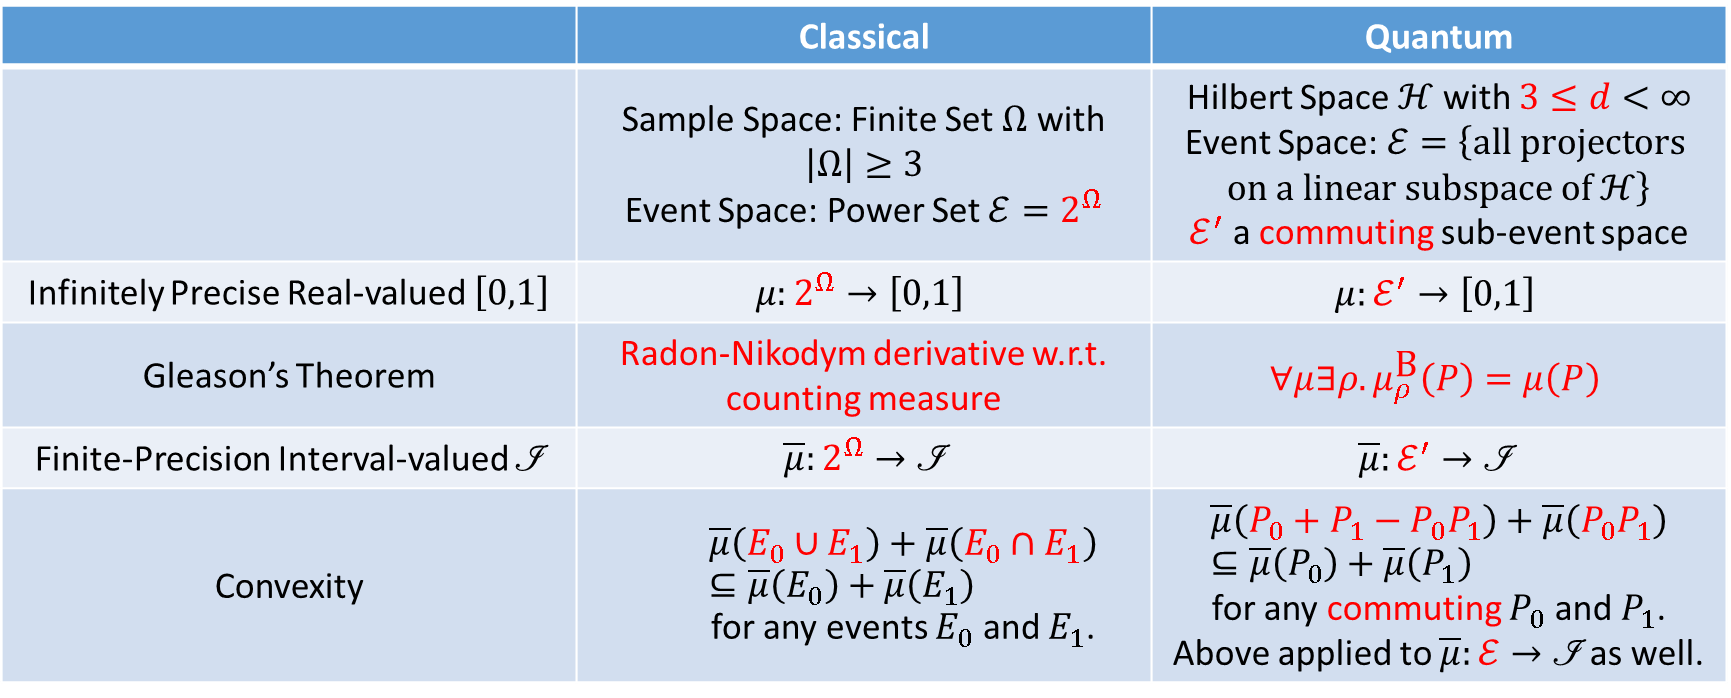 Classical
Quantum
Sample Space: Finite Set Ω with
|Ω| ≥ 3
Event Space: Power Set ℰ = 2^Ω
Hilbert Space ℋ with 3 ≤ d < ∞
Event Space: ℰ = {all projectors
on a linear subspace of ℋ}
ℰ′ a commuting sub-event space
Infinitely Precise Real-valued [0,1]
μ: 2^Ω → [0,1]
μ: ℰ′ → [0,1]
Gleason's Theorem
Radon-Nikodym derivative w.r.t.
counting measure
∀μ∃ρ. μ_ρ^B(P) = μ(P)
Finite-Precision Interval-valued ℐ
μ̅: 2^Ω → ℐ
μ̅: ℰ′ → ℐ
Convexity
μ̅(E₀ ∪ E₁) + μ̅(E₀ ∩ E₁)
⊆ μ̅(E₀) + μ̅(E₁)
for any events E₀ and E₁.
μ̅(P₀ + P₁ − P₀P₁) + μ̅(P₀P₁)
⊆ μ̅(P₀) + μ̅(P₁)
for any commuting P₀ and P₁.
Above applied to μ̅: ℰ → ℐ as well.